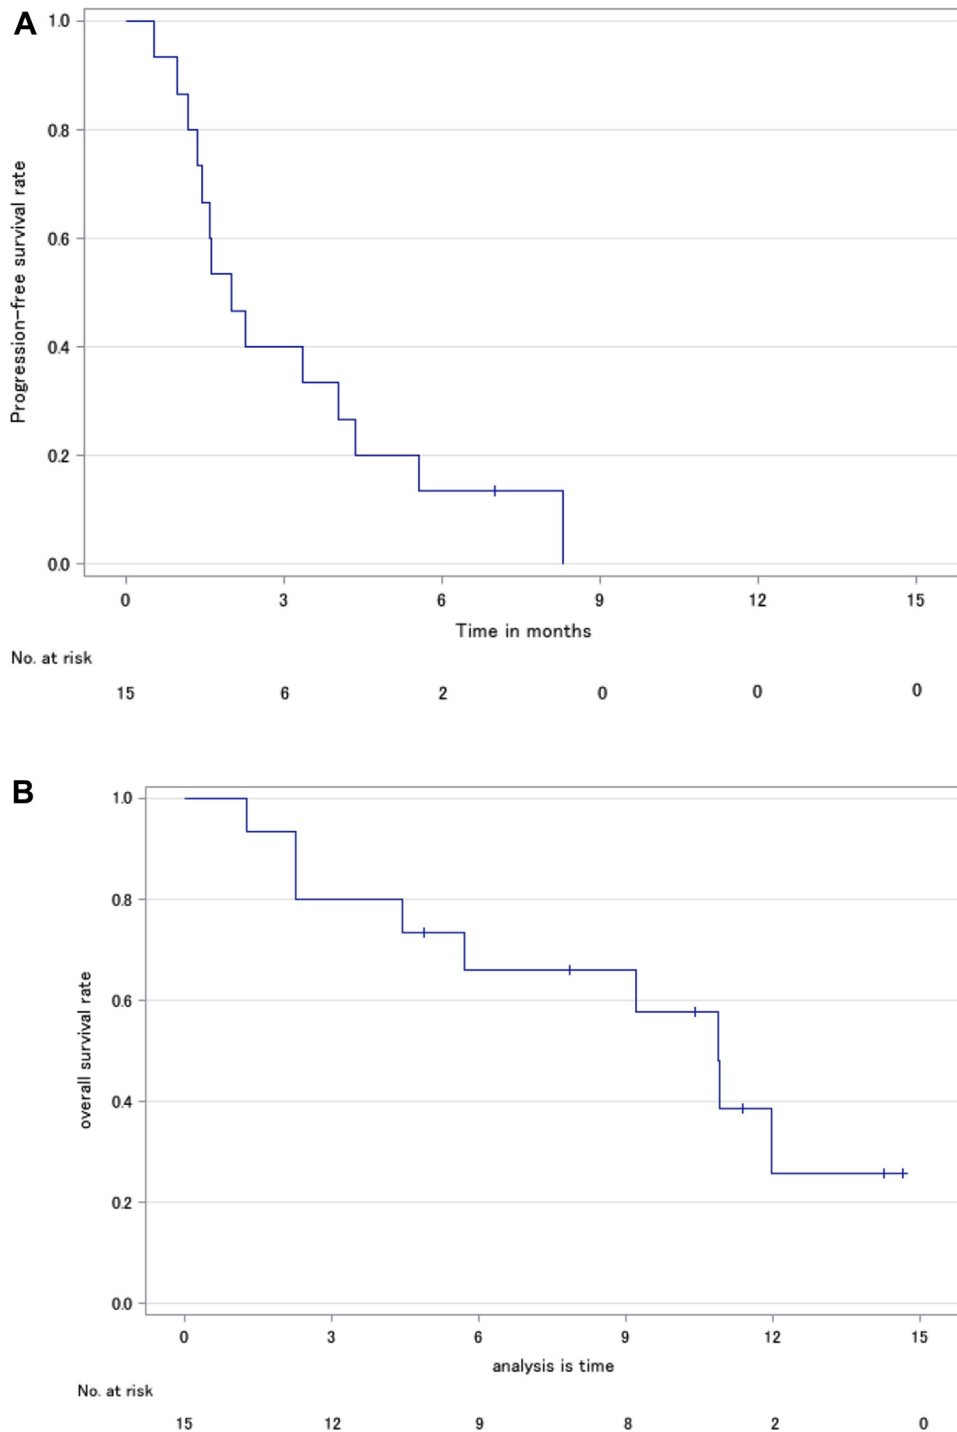 A
Progression-free survival rate
1.0
0.8
0.6
0.4
0.2
0.0
0 3 6 9 12 15
Time in months
No. at risk
15 6 2 0 0 0
B
overall survival rate
1.0
0.8
0.6
0.4
0.2
0.0
0 3 6 9 12 15
analysis is time
No. at risk
15 12 9 8 2 0